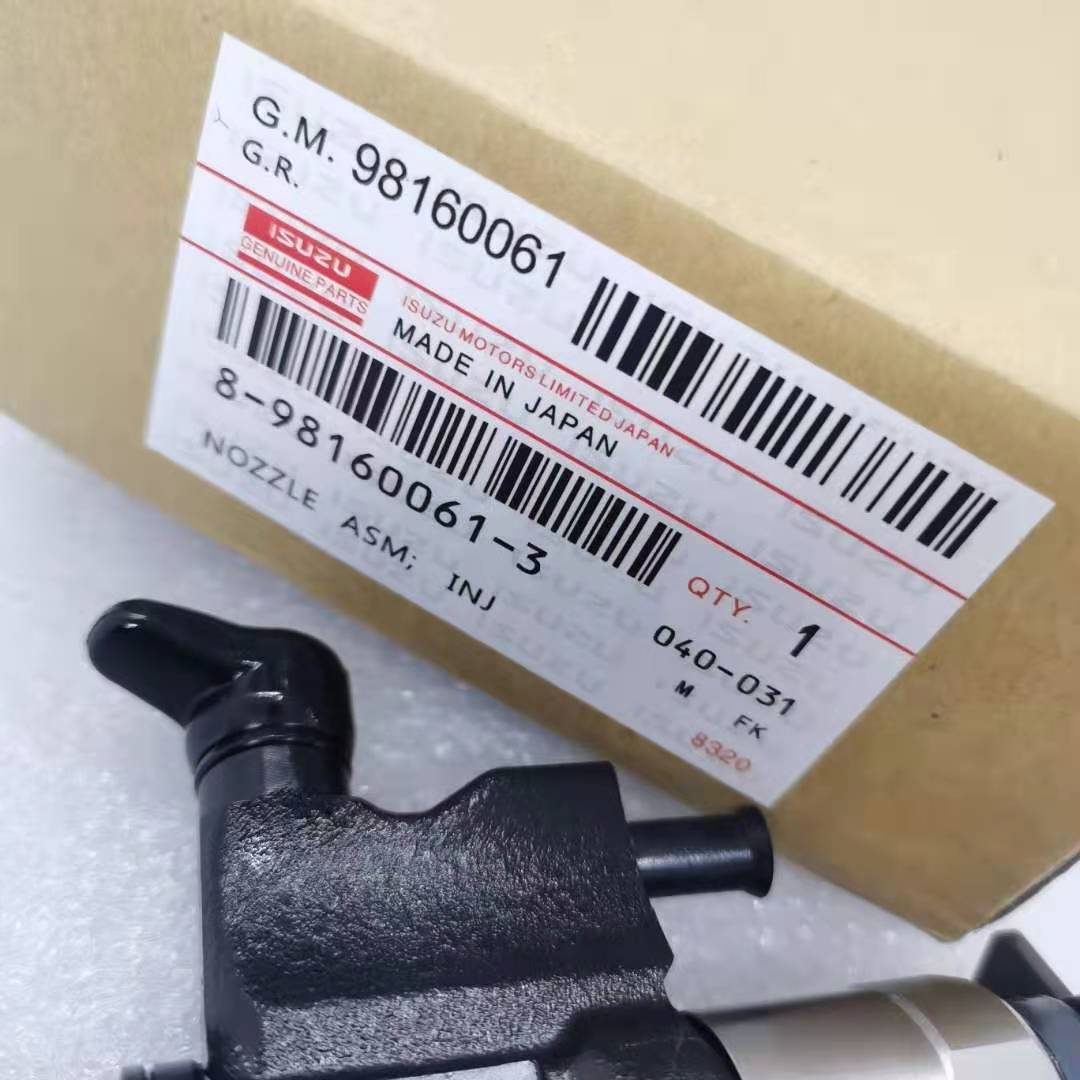 G.M. 98160061
G.R.
ISUZU
GENUINE PARTS
ISUZU MOTORS LIMITED JAPAN
MADE IN JAPAN
8-98160061-3
NOZZLE ASM; INJ
QTY. 1
040-031
M FK
8320